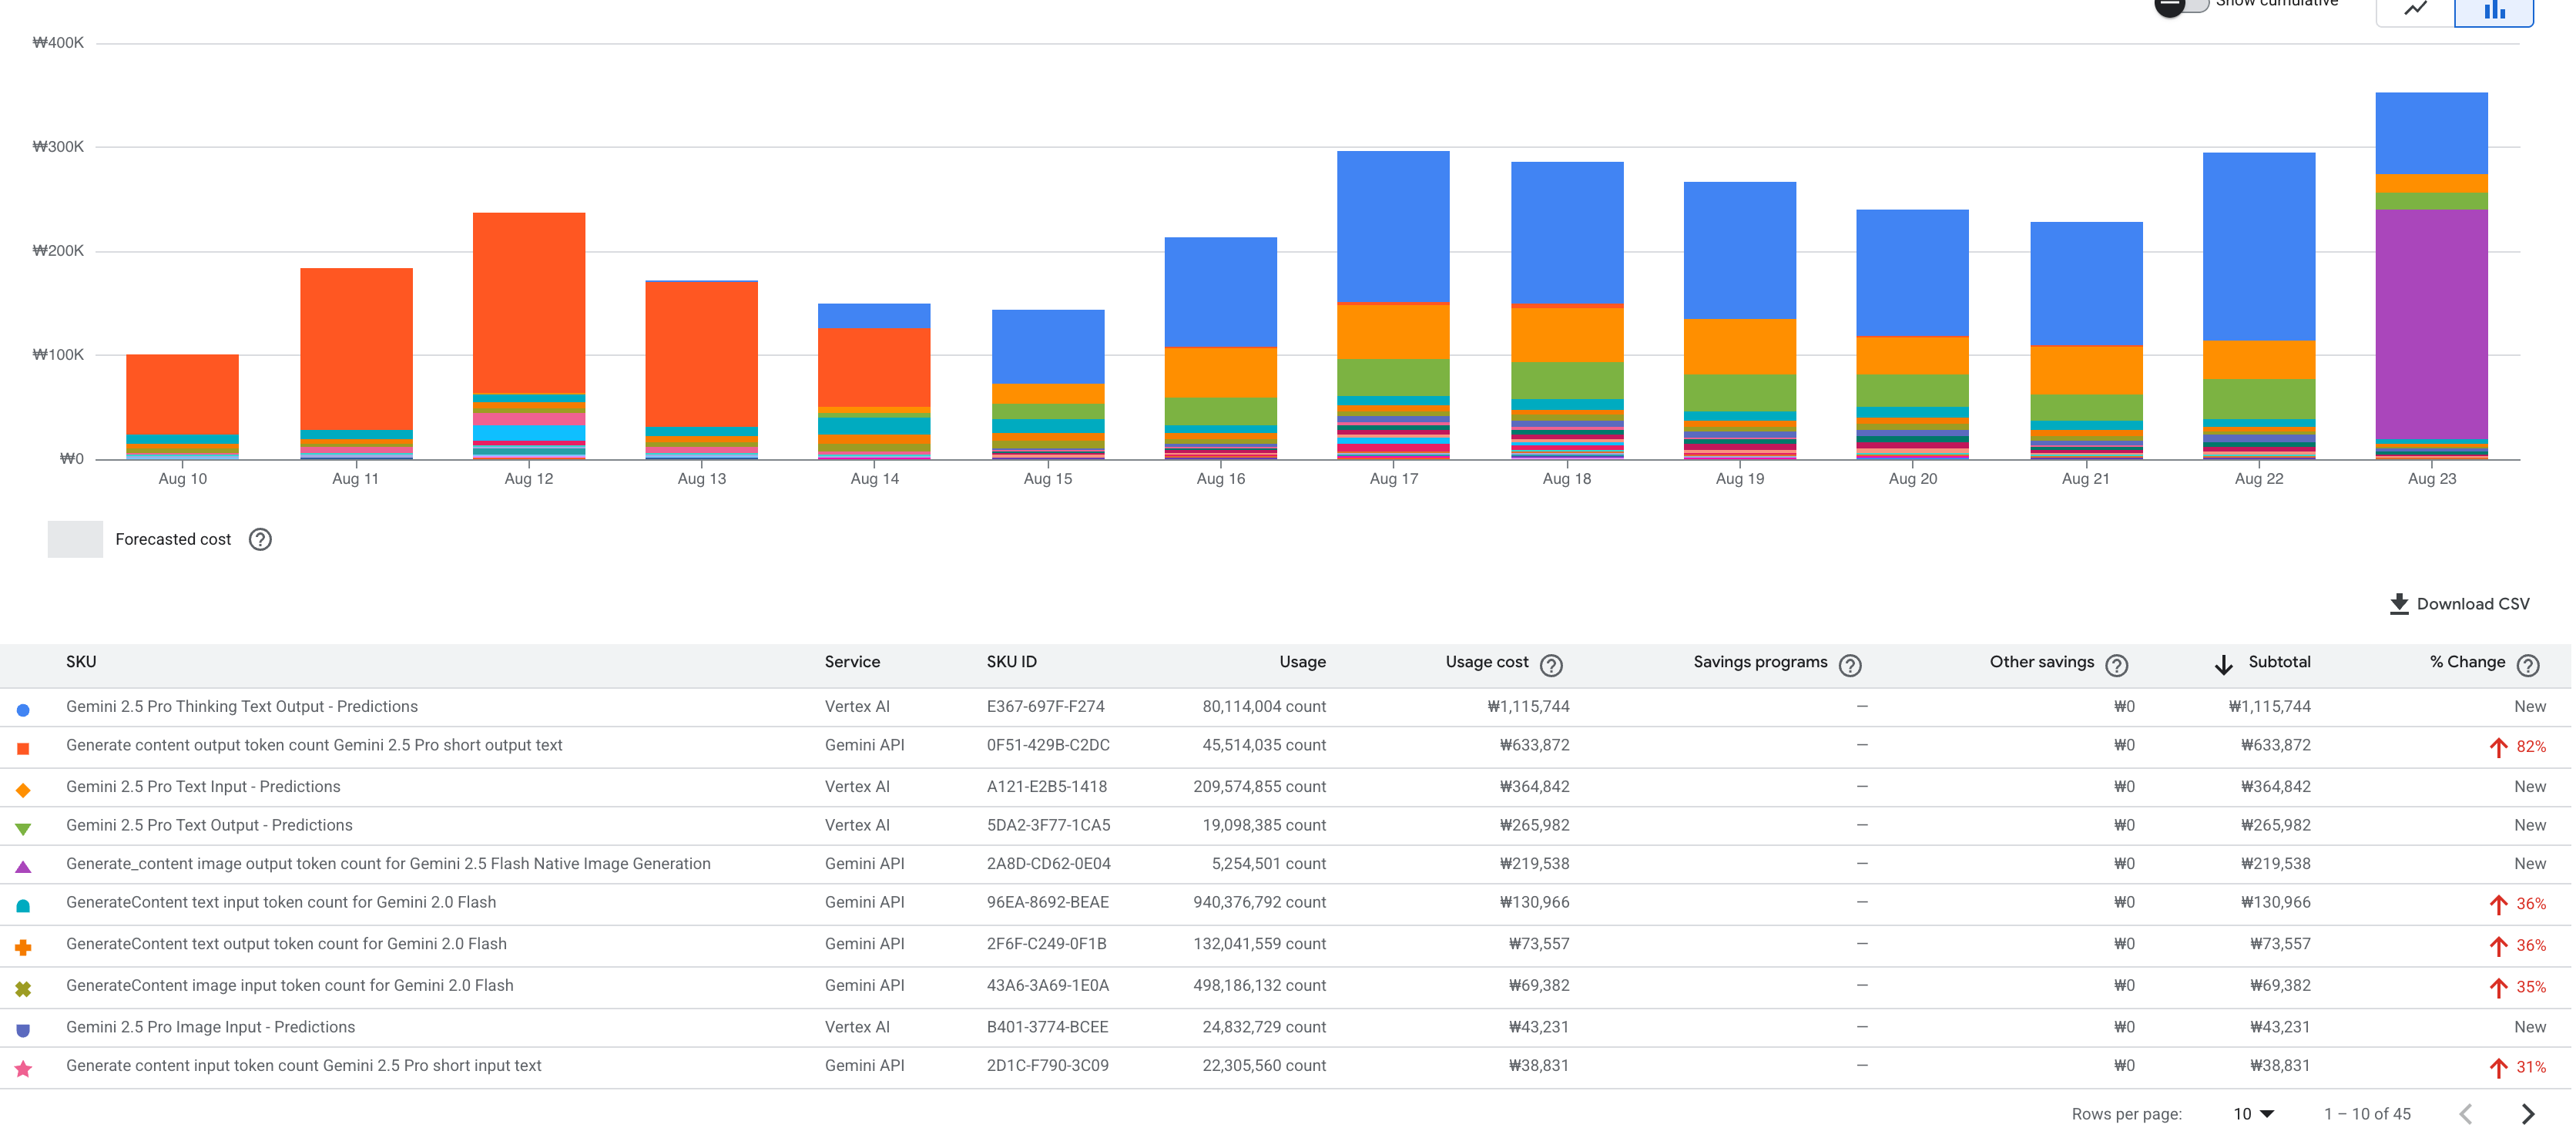 Show cumulative
₩400K
₩300K
₩200K
₩100K
₩0
Aug 10 Aug 11 Aug 12 Aug 13 Aug 14 Aug 15 Aug 16 Aug 17 Aug 18 Aug 19 Aug 20 Aug 21 Aug 22 Aug 23
Forecasted cost ?
Download CSV
SKU Service SKU ID Usage Usage cost ? Savings programs ? Other savings ? Subtotal % Change ?
Gemini 2.5 Pro Thinking Text Output - Predictions Vertex AI E367-697F-F274 80,114,004 count ₩1,115,744 — ₩0 ₩1,115,744 New
Generate content output token count Gemini 2.5 Pro short output text Gemini API 0F51-429B-C2DC 45,514,035 count ₩633,872 — ₩0 ₩633,872 82%
Gemini 2.5 Pro Text Input - Predictions Vertex AI A121-E2B5-1418 209,574,855 count ₩364,842 — ₩0 ₩364,842 New
Gemini 2.5 Pro Text Output - Predictions Vertex AI 5DA2-3F77-1CA5 19,098,385 count ₩265,982 — ₩0 ₩265,982 New
Generate_content image output token count for Gemini 2.5 Flash Native Image Generation Gemini API 2A8D-CD62-0E04 5,254,501 count ₩219,538 — ₩0 ₩219,538 New
GenerateContent text input token count for Gemini 2.0 Flash Gemini API 96EA-8692-BEAE 940,376,792 count ₩130,966 — ₩0 ₩130,966 36%
GenerateContent text output token count for Gemini 2.0 Flash Gemini API 2F6F-C249-0F1B 132,041,559 count ₩73,557 — ₩0 ₩73,557 36%
GenerateContent image input token count for Gemini 2.0 Flash Gemini API 43A6-3A69-1E0A 498,186,132 count ₩69,382 — ₩0 ₩69,382 35%
Gemini 2.5 Pro Image Input - Predictions Vertex AI B401-3774-BCEE 24,832,729 count ₩43,231 — ₩0 ₩43,231 New
Generate content input token count Gemini 2.5 Pro short input text Gemini API 2D1C-F790-3C09 22,305,560 count ₩38,831 — ₩0 ₩38,831 31%
Rows per page: 10 1 – 10 of 45